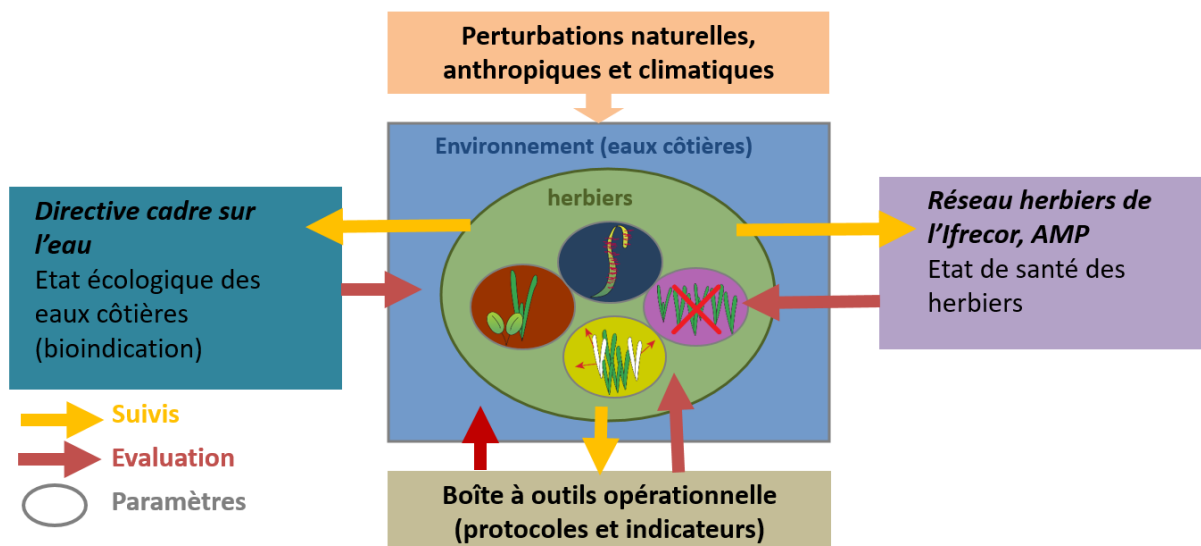 Perturbations naturelles,
anthropiques et climatiques
Environnement (eaux côtières)
herbiers
Directive cadre sur
l'eau
Etat écologique des
eaux côtières
(bioindication)
Réseau herbiers de
l'Ifrecor, AMP
Etat de santé des
herbiers
Suivis
Evaluation
Paramètres
Boîte à outils opérationnelle
(protocoles et indicateurs)